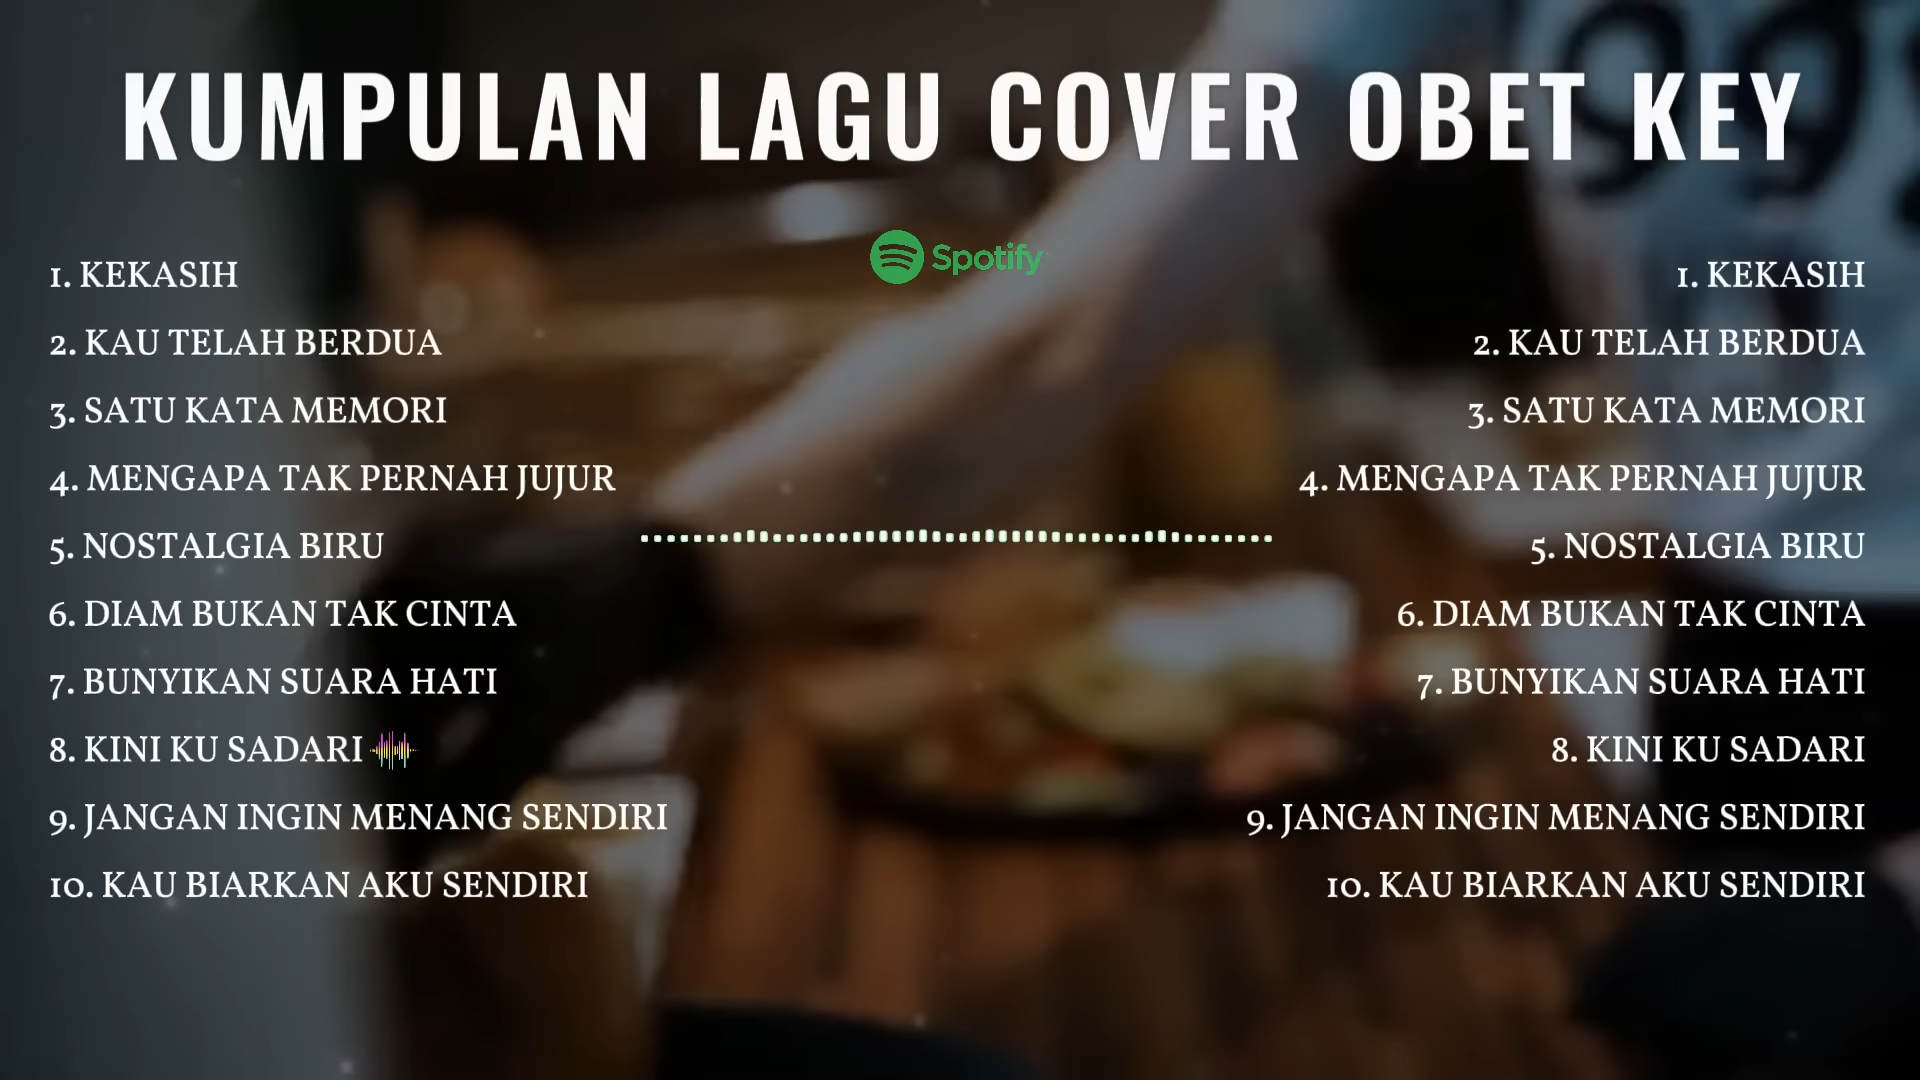 KUMPULAN LAGU COVER OBET KEY
Spotify
1. KEKASIH
2. KAU TELAH BERDUA
3. SATU KATA MEMORI
4. MENGAPA TAK PERNAH JUJUR
5. NOSTALGIA BIRU
6. DIAM BUKAN TAK CINTA
7. BUNYIKAN SUARA HATI
8. KINI KU SADARI
9. JANGAN INGIN MENANG SENDIRI
10. KAU BIARKAN AKU SENDIRI
1. KEKASIH
2. KAU TELAH BERDUA
3. SATU KATA MEMORI
4. MENGAPA TAK PERNAH JUJUR
5. NOSTALGIA BIRU
6. DIAM BUKAN TAK CINTA
7. BUNYIKAN SUARA HATI
8. KINI KU SADARI
9. JANGAN INGIN MENANG SENDIRI
10. KAU BIARKAN AKU SENDIRI